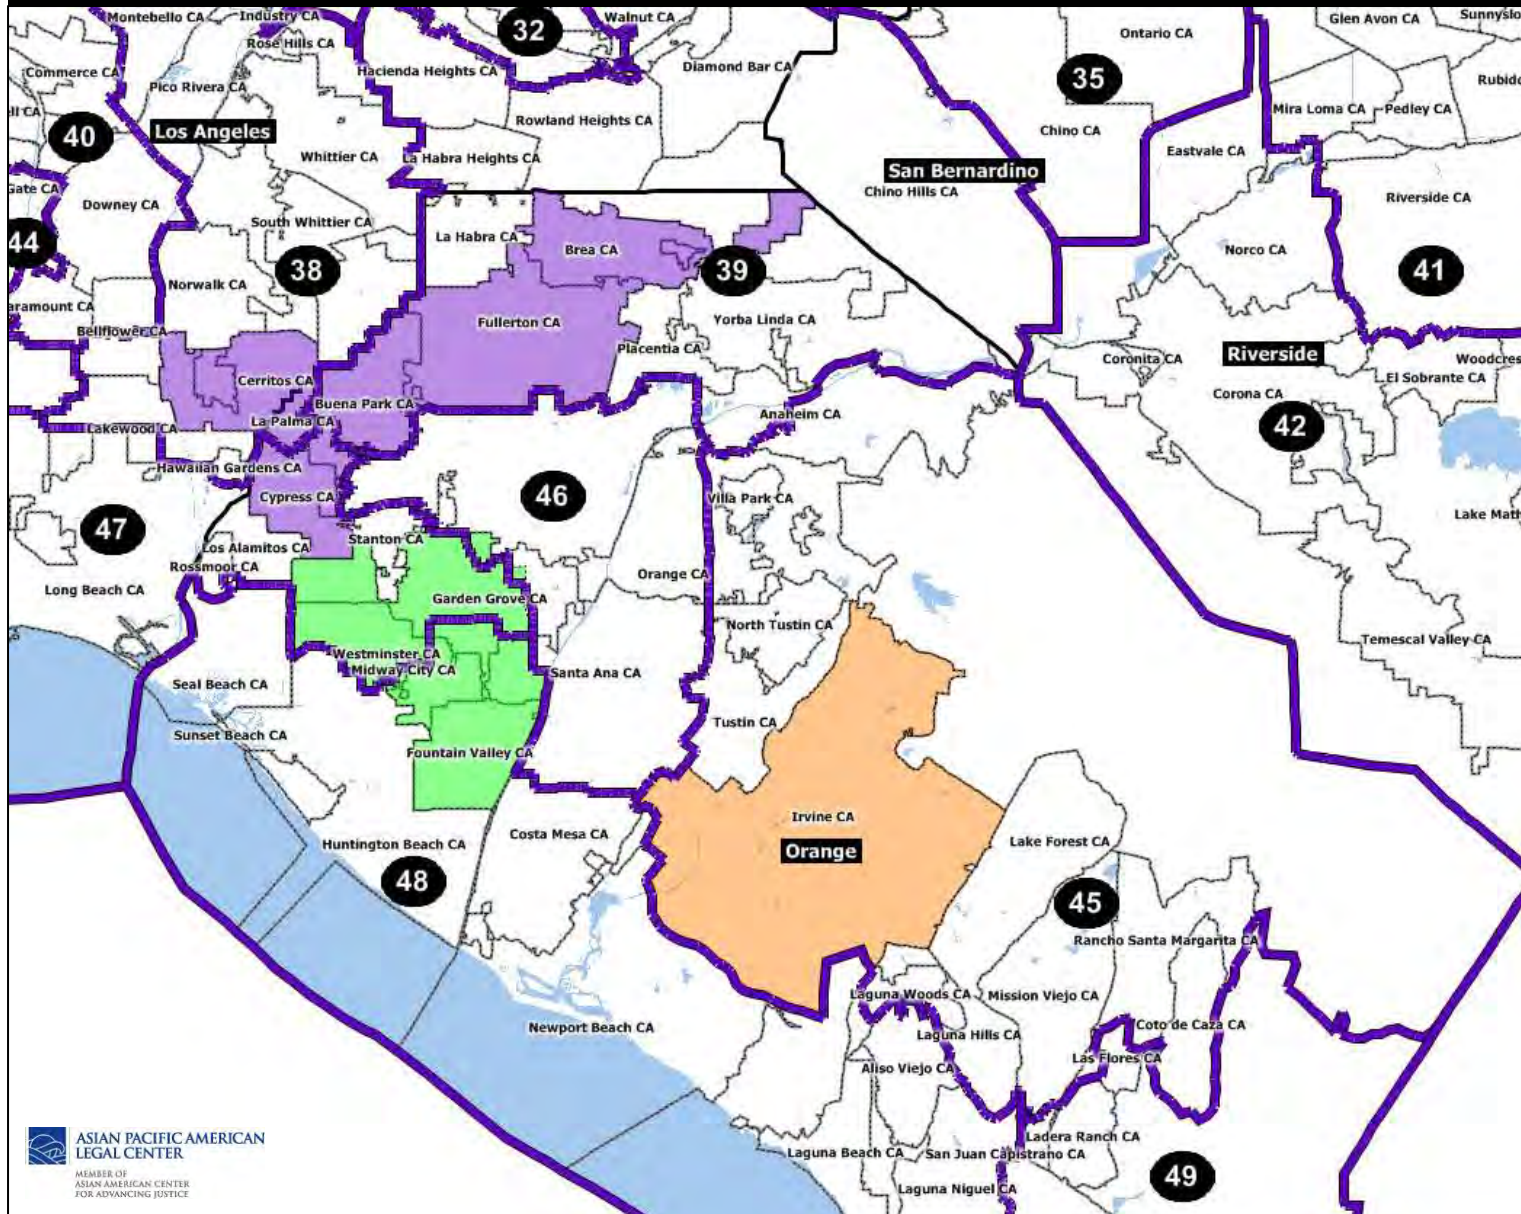 Montebello CA
Industry CA
32
Walnut CA
Glen Avon CA
Rose Hills CA
Ontario CA
Commerce CA
Hacienda Heights CA
Diamond Bar CA
35
Pico Rivera CA
Mira Loma CA
Pedley CA
40
Los Angeles
Rowland Heights CA
Chino CA
Whittier CA
La Habra Heights CA
Eastvale CA
San Bernardino
Gate CA
Chino Hills CA
Downey CA
Riverside CA
South Whittier CA
44
La Habra CA
Brea CA
Norco CA
38
39
41
Norwalk CA
Bellflower CA
Fullerton CA
Yorba Linda CA
Placentia CA
Coronita CA
Riverside
Cerritos CA
El Sobrante CA
Buena Park CA
Corona CA
La Palma CA
Anaheim CA
Lakewood CA
42
Hawaiian Gardens CA
Cypress CA
46
Villa Park CA
47
Stanton CA
Los Alamitos CA
Rossmoor CA
Orange CA
Long Beach CA
Garden Grove CA
North Tustin CA
Temescal Valley CA
Westminster CA
Midway City CA
Santa Ana CA
Seal Beach CA
Tustin CA
Sunset Beach CA
Fountain Valley CA
Irvine CA
Costa Mesa CA
Huntington Beach CA
Orange
Lake Forest CA
48
45
Rancho Santa Margarita CA
Laguna Woods CA
Mission Viejo CA
Newport Beach CA
Coto de Caza CA
Laguna Hills CA
Las Flores CA
Aliso Viejo CA
Ladera Ranch CA
Laguna Beach CA
San Juan Capistrano CA
49
Laguna Niguel CA
ASIAN PACIFIC AMERICAN
LEGAL CENTER
MEMBER OF
ASIAN AMERICAN CENTER
FOR ADVANCING JUSTICE